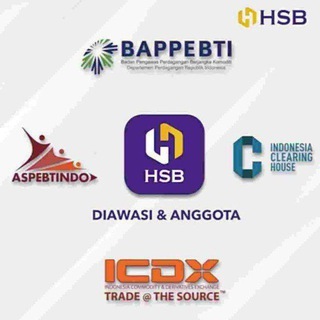 HSB
BAPPEBTI
Badan Pengawas Perdagangan Berjangka Komoditi
Departemen Perdagangan Republik Indonesia
ASPEBTINDO
HSB
INDONESIA
CLEARING
HOUSE
DIAWASI & ANGGOTA
ICDX
INDONESIA COMMODITY & DERIVATIVES EXCHANGE
TRADE @ THE SOURCE™